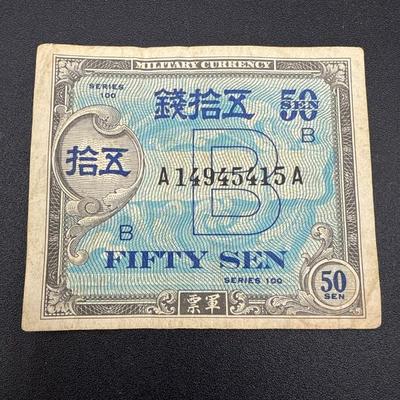 MILITARY CURRENCY
SERIES 100
錢拾五
50 SEN
B
拾五
A14945415A
B
B
FIFTY SEN
SERIES 100
票軍
50 SEN